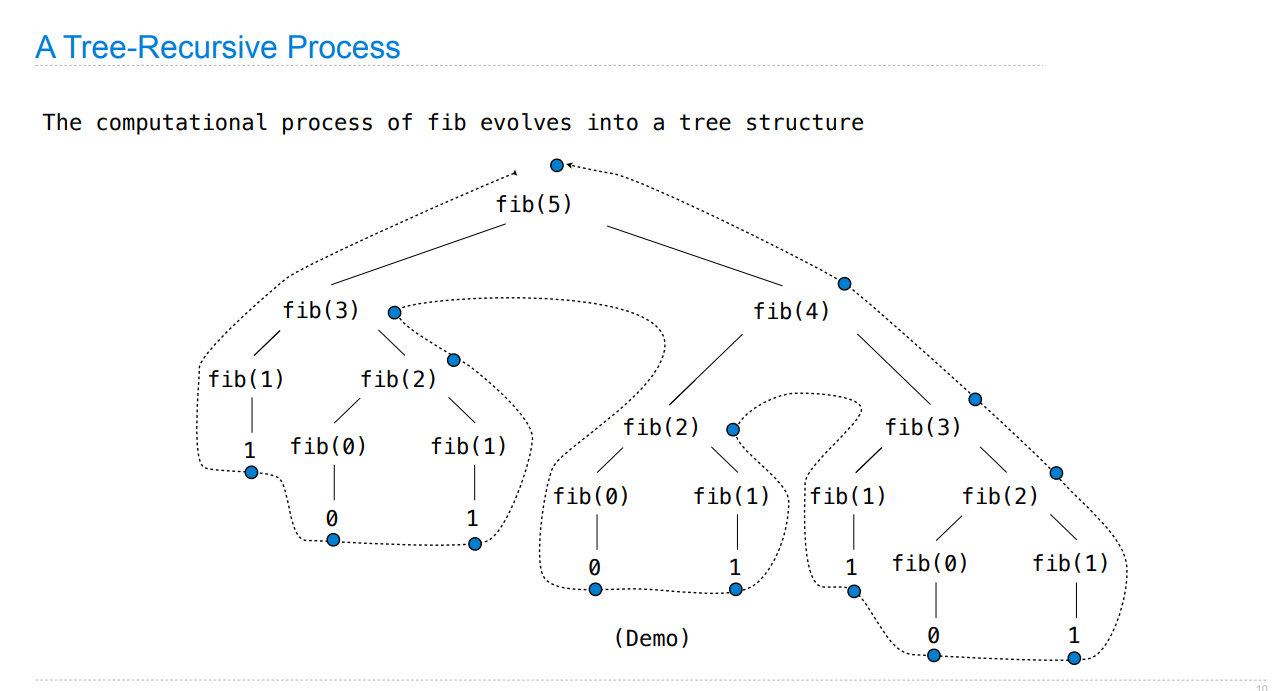 A Tree-Recursive Process
The computational process of fib evolves into a tree structure
fib(5)
fib(3) fib(4)
fib(1) fib(2)
fib(2) fib(3)
1 fib(0) fib(1)
fib(0) fib(1) fib(1) fib(2)
0 1
0 1 1 fib(0) fib(1)
(Demo) 0 1
10